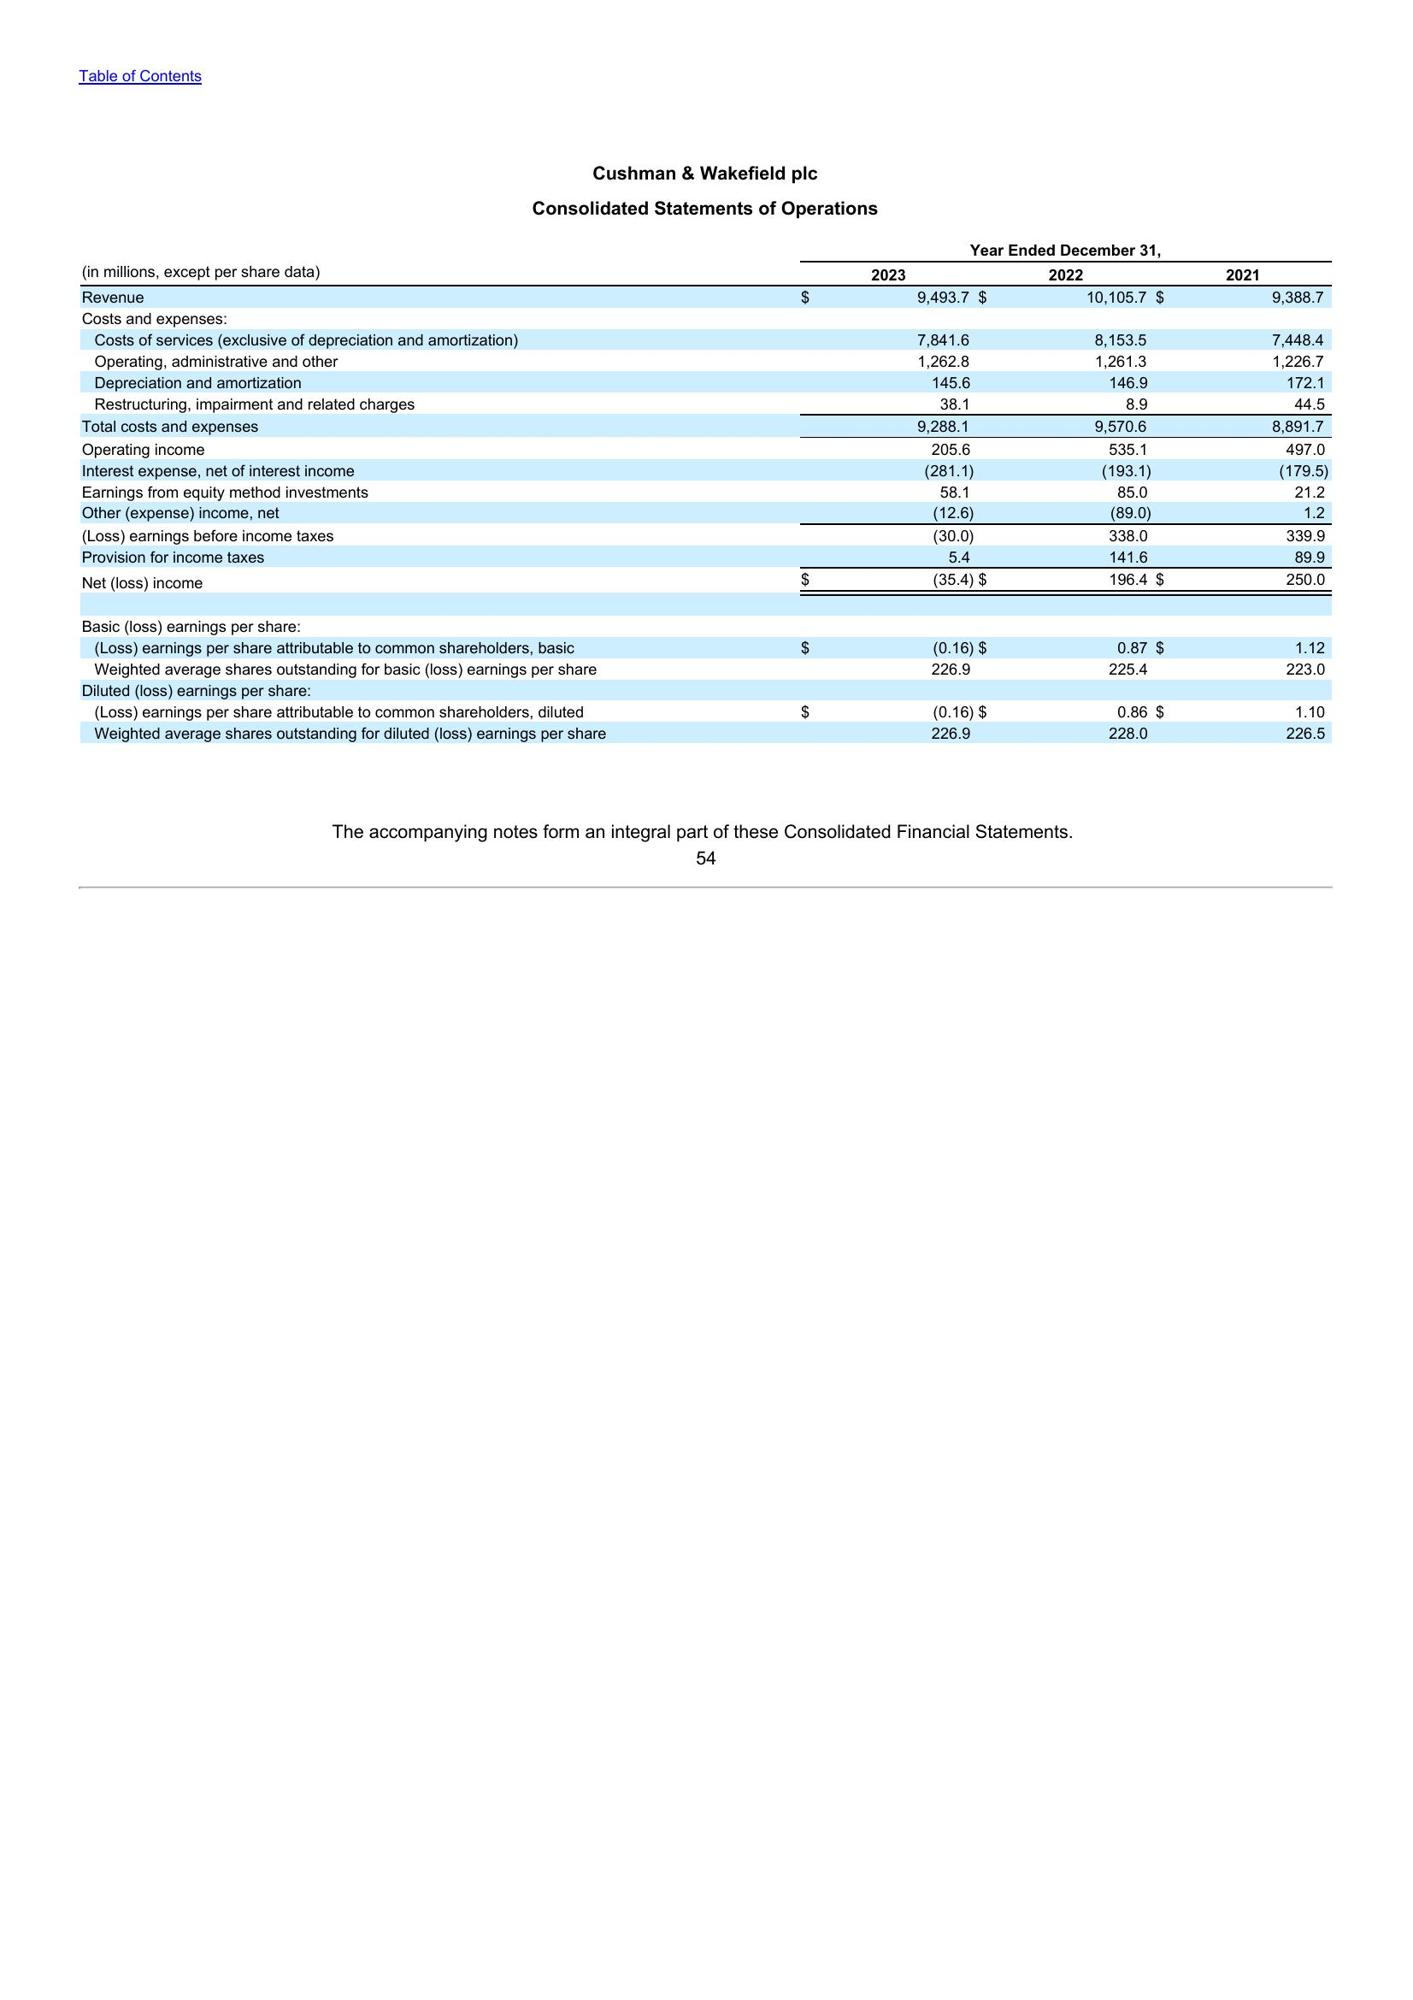 Table of Contents
Cushman & Wakefield plc
Consolidated Statements of Operations
Year Ended December 31,
(in millions, except per share data) 2023 2022 2021
Revenue $ 9,493.7 $ 10,105.7 $ 9,388.7
Costs and expenses:
Costs of services (exclusive of depreciation and amortization) 7,841.6 8,153.5 7,448.4
Operating, administrative and other 1,262.8 1,261.3 1,226.7
Depreciation and amortization 145.6 146.9 172.1
Restructuring, impairment and related charges 38.1 8.9 44.5
Total costs and expenses 9,288.1 9,570.6 8,891.7
Operating income 205.6 535.1 497.0
Interest expense, net of interest income (281.1) (193.1) (179.5)
Earnings from equity method investments 58.1 85.0 21.2
Other (expense) income, net (12.6) (89.0) 1.2
(Loss) earnings before income taxes (30.0) 338.0 339.9
Provision for income taxes 5.4 141.6 89.9
Net (loss) income $ (35.4) $ 196.4 $ 250.0
Basic (loss) earnings per share:
(Loss) earnings per share attributable to common shareholders, basic $ (0.16) $ 0.87 $ 1.12
Weighted average shares outstanding for basic (loss) earnings per share 226.9 225.4 223.0
Diluted (loss) earnings per share:
(Loss) earnings per share attributable to common shareholders, diluted $ (0.16) $ 0.86 $ 1.10
Weighted average shares outstanding for diluted (loss) earnings per share 226.9 228.0 226.5
The accompanying notes form an integral part of these Consolidated Financial Statements.
54